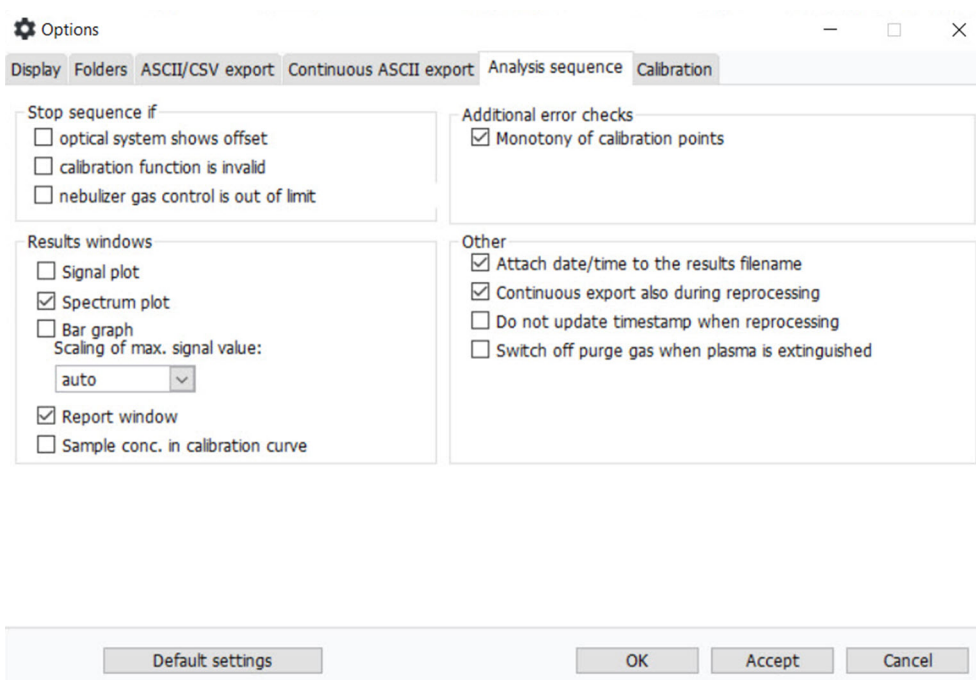 Options
Display Folders ASCII/CSV export Continuous ASCII export Analysis sequence Calibration
Stop sequence if
optical system shows offset
calibration function is invalid
nebulizer gas control is out of limit
Additional error checks
Monotony of calibration points
Results windows
Signal plot
Spectrum plot
Bar graph
Scaling of max. signal value:
auto
Report window
Sample conc. in calibration curve
Other
Attach date/time to the results filename
Continuous export also during reprocessing
Do not update timestamp when reprocessing
Switch off purge gas when plasma is extinguished
Default settings OK Accept Cancel